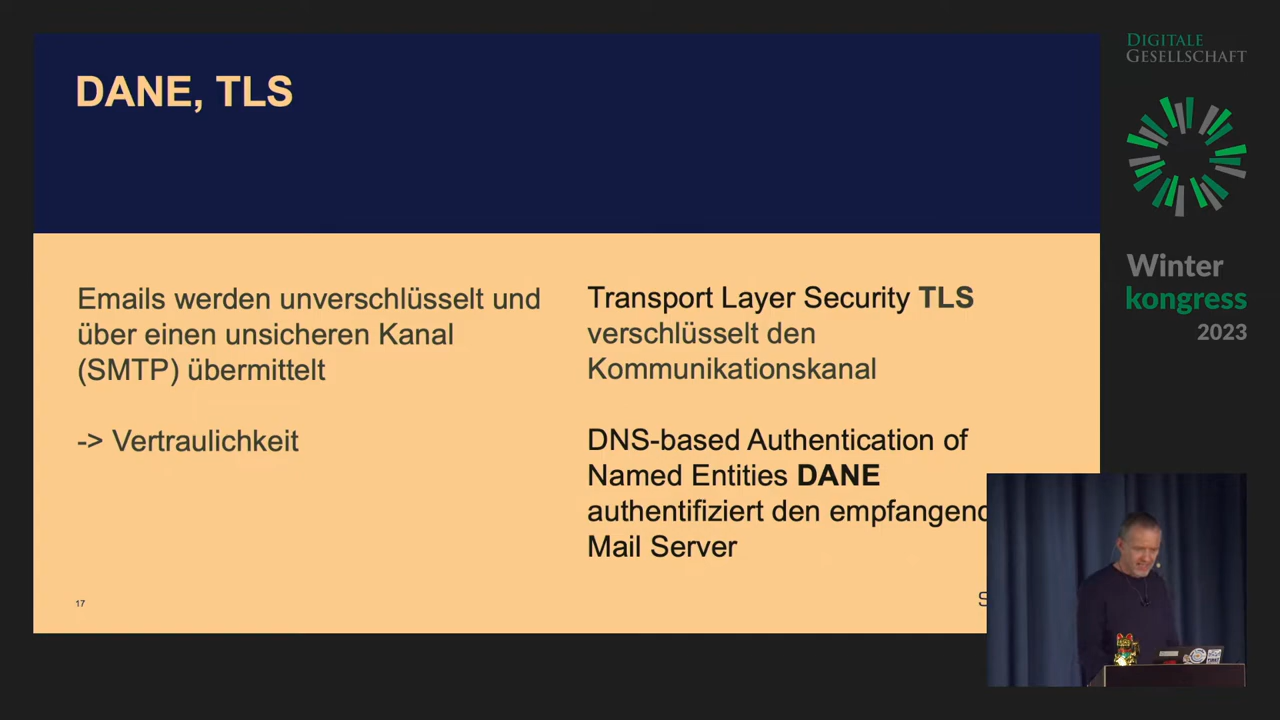 DANE, TLS
Emails werden unverschlüsselt und
über einen unsicheren Kanal
(SMTP) übermittelt
-> Vertraulichkeit
Transport Layer Security TLS
verschlüsselt den
Kommunikationskanal
DNS-based Authentication of
Named Entities DANE
authentifiziert den empfangend
Mail Server
17
S
DIGITALE
GESELLSCHAFT
Winter
kongress
2023